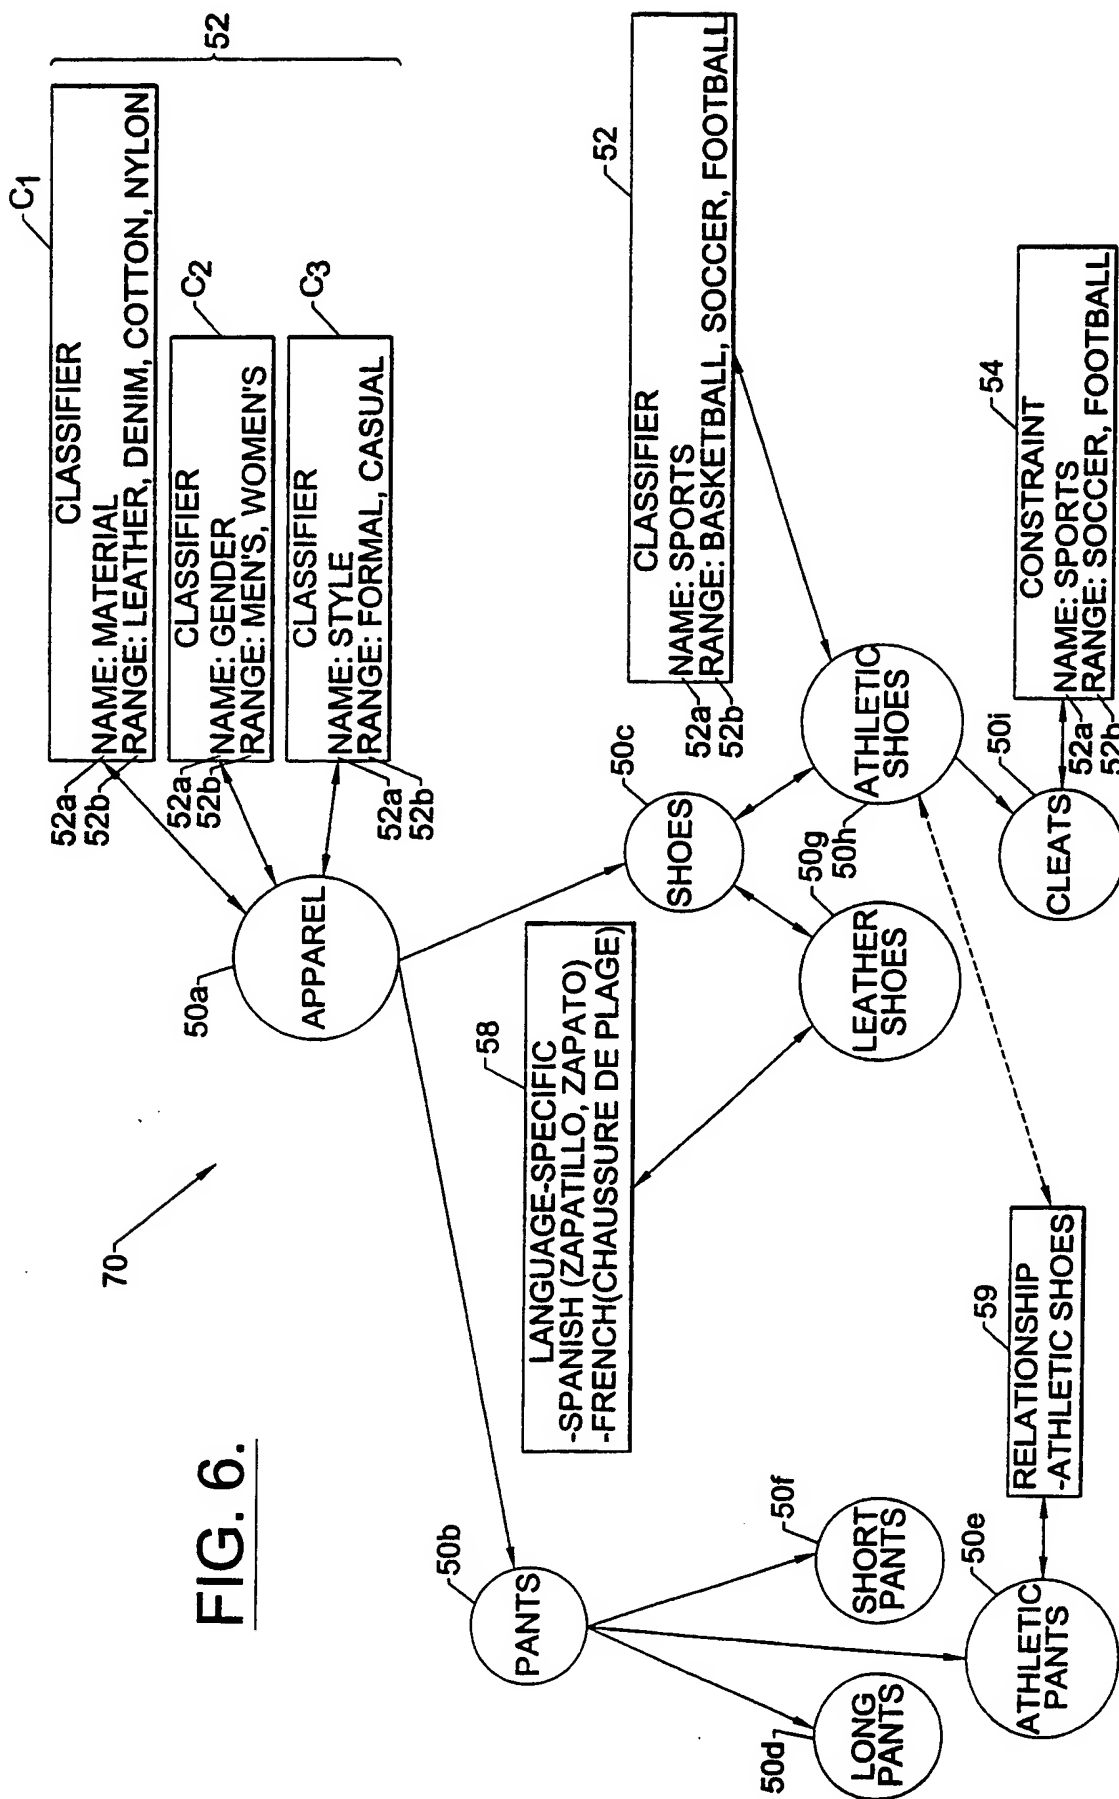 FIG. 6.
70
C1
CLASSIFIER
52a
NAME: MATERIAL
52b
RANGE: LEATHER, DENIM, COTTON, NYLON
52
C2
CLASSIFIER
52a
NAME: GENDER
52b
RANGE: MEN'S, WOMEN'S
C3
CLASSIFIER
NAME: STYLE
52a
RANGE: FORMAL, CASUAL
52b
50a
APPAREL
50b
PANTS
58
LANGUAGE-SPECIFIC
-SPANISH (ZAPATILLO, ZAPATO)
-FRENCH(CHAUSSURE DE PLAGE)
50c
SHOES
52
CLASSIFIER
52a
NAME: SPORTS
52b
RANGE: BASKETBALL, SOCCER, FOOTBALL
50d
LONG
PANTS
50f
SHORT
PANTS
50g
LEATHER
SHOES
50h
ATHLETIC
SHOES
50e
ATHLETIC
PANTS
59
RELATIONSHIP
-ATHLETIC SHOES
50i
CLEATS
54
CONSTRAINT
NAME: SPORTS
52a
RANGE: SOCCER, FOOTBALL
52b